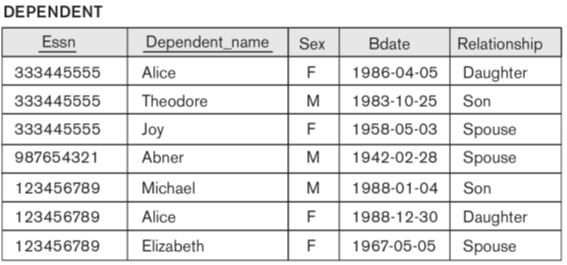 DEPENDENT
Essn Dependent_name Sex Bdate Relationship
333445555 Alice F 1986-04-05 Daughter
333445555 Theodore M 1983-10-25 Son
333445555 Joy F 1958-05-03 Spouse
987654321 Abner M 1942-02-28 Spouse
123456789 Michael M 1988-01-04 Son
123456789 Alice F 1988-12-30 Daughter
123456789 Elizabeth F 1967-05-05 Spouse